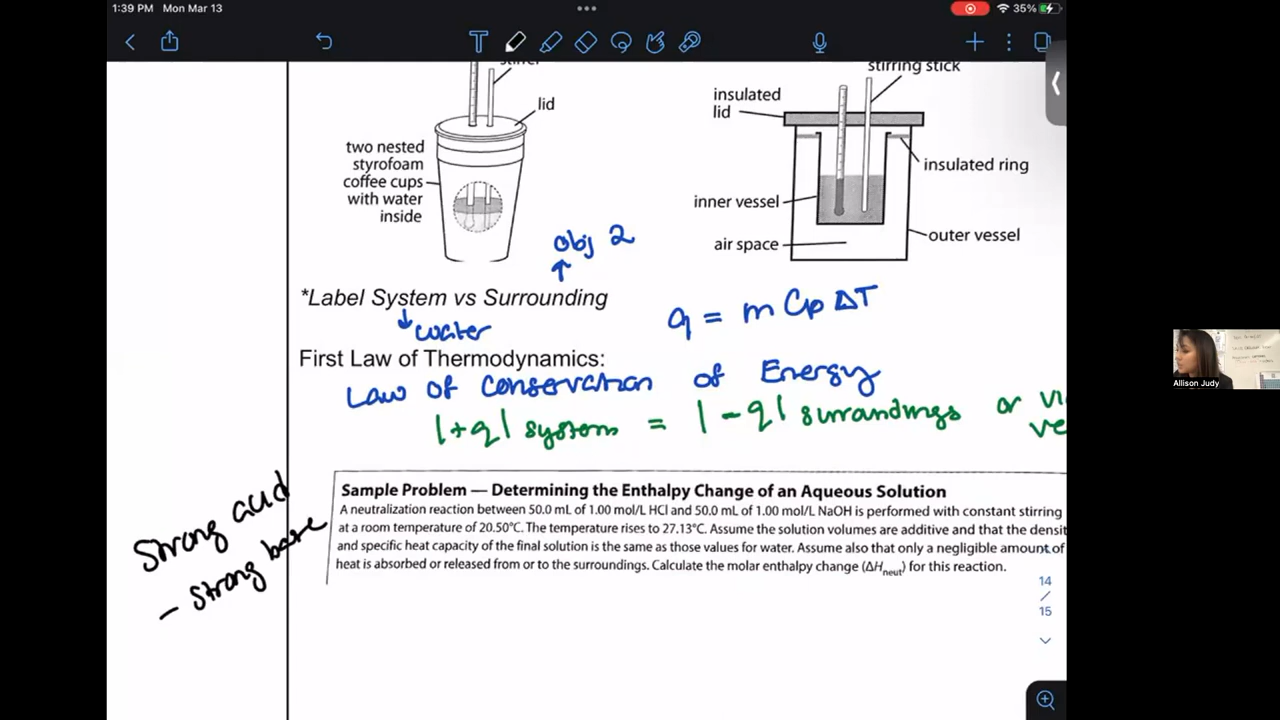 1:39 PM Mon Mar 13
35%
stirring stick
insulated
lid
lid
two nested
styrofoam
coffee cups
with water
inside
insulated ring
inner vessel
outer vessel
air space
obj 2
*Label System vs Surrounding
water
q = m Cp ΔT
First Law of Thermodynamics:
Law of Conservation of Energy
|+q| system = |-q| surrandings or
Strong acid
- strong base
Sample Problem — Determining the Enthalpy Change of an Aqueous Solution
A neutralization reaction between 50.0 mL of 1.00 mol/L HCl and 50.0 mL of 1.00 mol/L NaOH is performed with constant stirring
at a room temperature of 20.50°C. The temperature rises to 27.13°C. Assume the solution volumes are additive and that the densit
and specific heat capacity of the final solution is the same as those values for water. Assume also that only a negligible amount of
heat is absorbed or released from or to the surroundings. Calculate the molar enthalpy change (ΔHneut) for this reaction.
14
/
15
Allison Judy